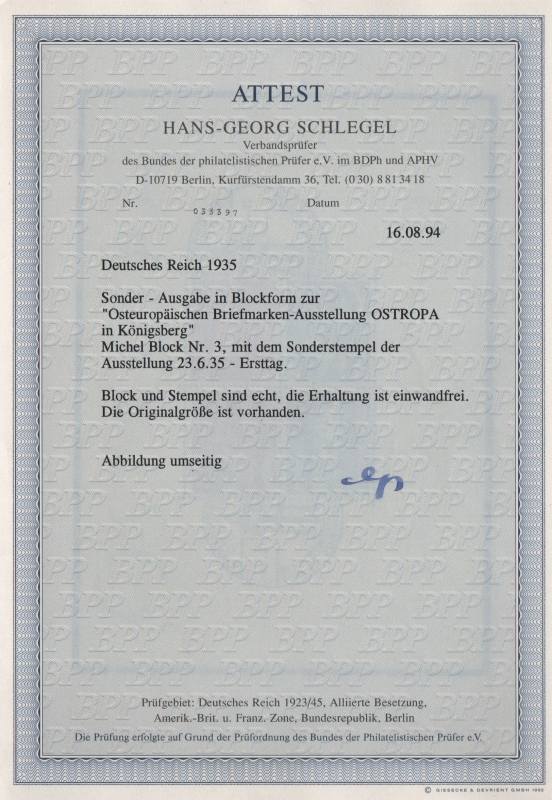 ATTEST
HANS-GEORG SCHLEGEL
Verbandsprüfer
des Bundes der philatelistischen Prüfer e.V. im BDPh und APHV
D-10719 Berlin, Kurfürstendamm 36, Tel. (0 30) 8 81 34 18
Nr. 033397 Datum
16.08.94
Deutsches Reich 1935
Sonder - Ausgabe in Blockform zur
"Osteuropäischen Briefmarken-Ausstellung OSTROPA
in Königsberg"
Michel Block Nr. 3, mit dem Sonderstempel der
Ausstellung 23.6.35 - Ersttag.
Block und Stempel sind echt, die Erhaltung ist einwandfrei.
Die Originalgröße ist vorhanden.
Abbildung umseitig
Prüfgebiet: Deutsches Reich 1923/45, Alliierte Besetzung,
Amerik.-Brit. u. Franz. Zone, Bundesrepublik, Berlin
Die Prüfung erfolgte auf Grund der Prüfordnung des Bundes der Philatelistischen Prüfer e.V.
© GIESECKE & DEVRIENT GMBH 1992